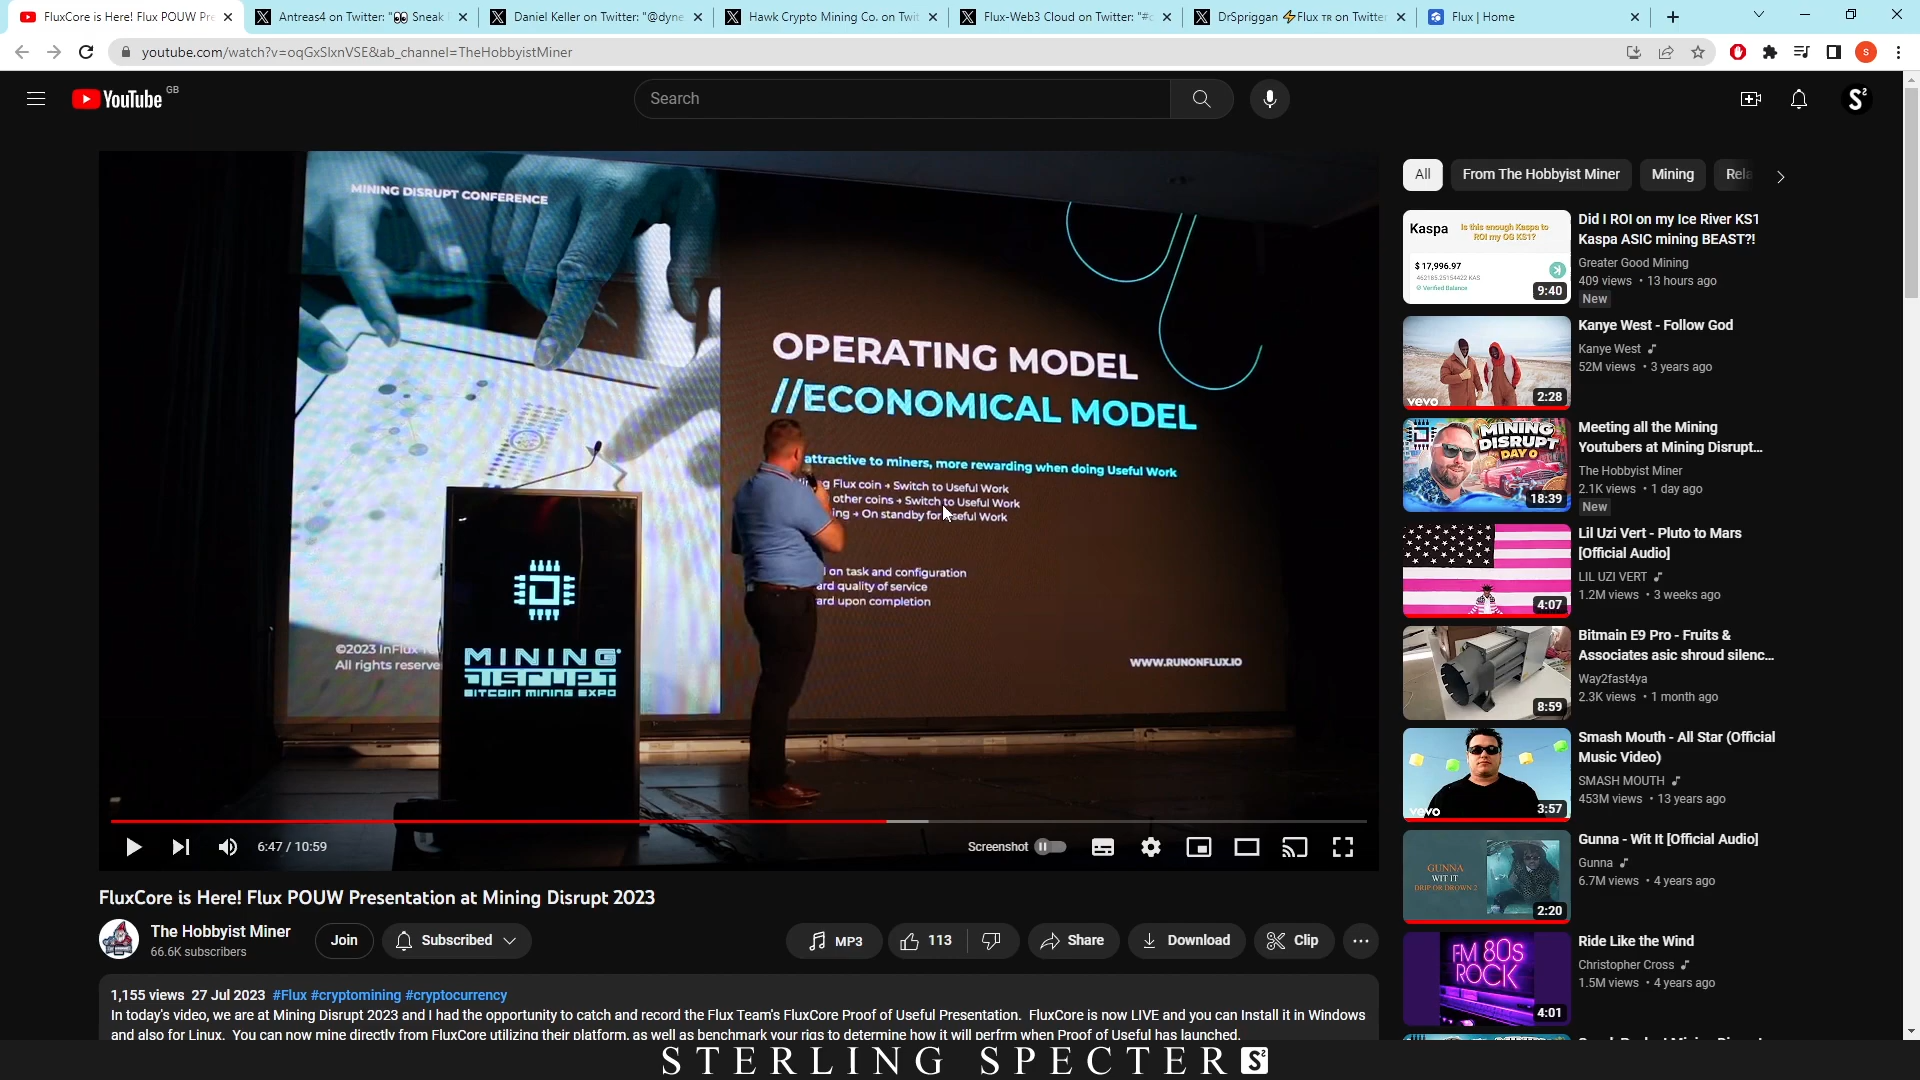 FluxCore is Here! Flux POUW Pre
Antreas4 on Twitter: "👀 Sneak
Daniel Keller on Twitter: "@dyne
Hawk Crypto Mining Co. on Twit
Flux-Web3 Cloud on Twitter: "#c
DrSpriggan ⚡Flux ᴛʀ on Twitter
Flux | Home
youtube.com/watch?v=oqGxSlxnVSE&ab_channel=TheHobbyistMiner
S
YouTube GB
Search
S²
MINING DISRUPT CONFERENCE
OPERATING MODEL
//ECONOMICAL MODEL
attractive to miners, more rewarding when doing Useful Work
Flux coin → Switch to Useful Work
other coins → Switch to Useful Work
ing → On standby for Useful Work
on task and configuration
ard quality of service
ard upon completion
©2023 InFlux
All rights reserve
WWW.RUNONFLUX.IO
MINING
DISRUPT
BITCOIN MINING EXPO
6:47 / 10:59
Screenshot
FluxCore is Here! Flux POUW Presentation at Mining Disrupt 2023
The Hobbyist Miner
66.6K subscribers
Join
Subscribed
MP3
113
Share
Download
Clip
1,155 views 27 Jul 2023 #Flux #cryptomining #cryptocurrency
In today's video, we are at Mining Disrupt 2023 and I had the opportunity to catch and record the Flux Team's FluxCore Proof of Useful Presentation. FluxCore is now LIVE and you can Install it in Windows
and also for Linux. You can now mine directly from FluxCore utilizing their platform, as well as benchmark your rigs to determine how it will perfrm when Proof of Useful has launched.
All
From The Hobbyist Miner
Mining
Rela
Kaspa
Is this enough Kaspa to
ROI my OG KS1?
$ 17,996.97
462185.25154422 KAS
Verified Balance
9:40
Did I ROI on my Ice River KS1
Kaspa ASIC mining BEAST?!
Greater Good Mining
409 views • 13 hours ago
New
vevo
2:28
Kanye West - Follow God
Kanye West
52M views • 3 years ago
MINING
DISRUPT
DAY 0
18:39
Meeting all the Mining
Youtubers at Mining Disrupt...
The Hobbyist Miner
2.1K views • 1 day ago
New
4:07
Lil Uzi Vert - Pluto to Mars
[Official Audio]
LIL UZI VERT
1.2M views • 3 weeks ago
8:59
Bitmain E9 Pro - Fruits &
Associates asic shroud silenc...
Way2fast4ya
2.3K views • 1 month ago
vevo
3:57
Smash Mouth - All Star (Official
Music Video)
SMASH MOUTH
453M views • 13 years ago
GUNNA
WIT IT
DRIP OR DROWN 2
2:20
Gunna - Wit It [Official Audio]
Gunna
6.7M views • 4 years ago
FM 80S
ROCK
4:01
Ride Like the Wind
Christopher Cross
1.5M views • 4 years ago
STERLING SPECTER S²